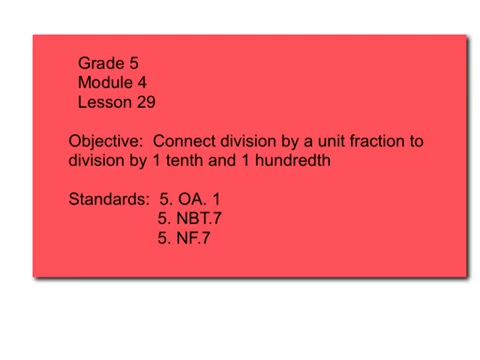 Grade 5
Module 4
Lesson 29
Objective:  Connect division by a unit fraction to
division by 1 tenth and 1 hundredth
Standards:  5. OA. 1
5. NBT.7
5. NF.7